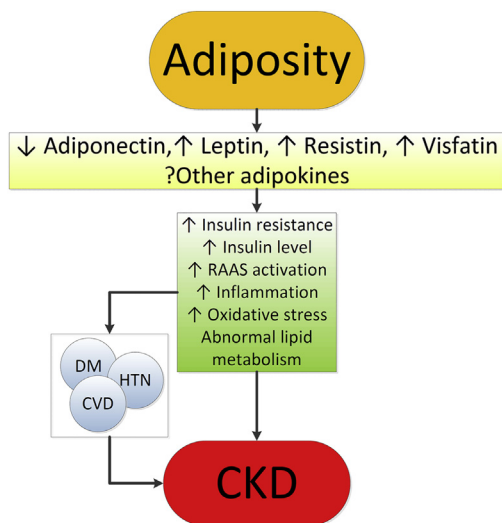 Adiposity
↓ Adiponectin,↑ Leptin, ↑ Resistin, ↑ Visfatin
?Other adipokines
↑ Insulin resistance
↑ Insulin level
↑ RAAS activation
↑ Inflammation
↑ Oxidative stress
Abnormal lipid
metabolism
DM
HTN
CVD
CKD